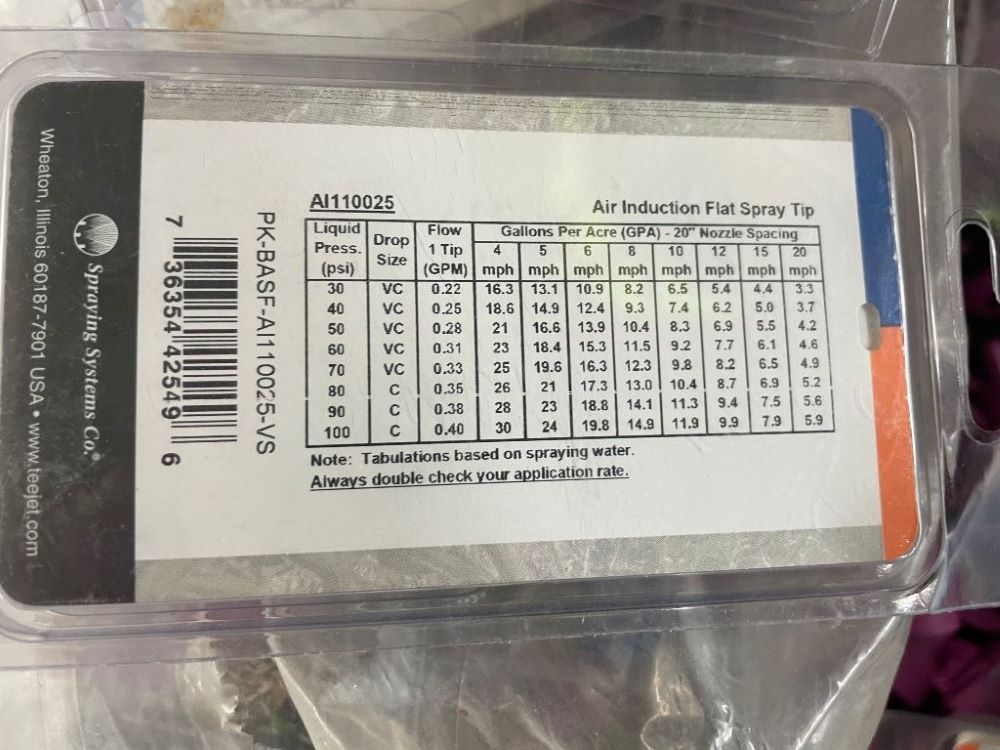 AI110025
Air Induction Flat Spray Tip
Liquid Press. (psi) Drop Size Flow 1 Tip (GPM) Gallons Per Acre (GPA) - 20" Nozzle Spacing
4 mph 5 mph 6 mph 8 mph 10 mph 12 mph 15 mph 20 mph
30 VC 0.22 16.3 13.1 10.9 8.2 6.5 5.4 4.4 3.3
40 VC 0.25 18.6 14.9 12.4 9.3 7.4 6.2 5.0 3.7
50 VC 0.28 21 16.6 13.9 10.4 8.3 6.9 5.5 4.2
60 VC 0.31 23 18.4 15.3 11.5 9.2 7.7 6.1 4.6
70 VC 0.33 25 19.6 16.3 12.3 9.8 8.2 6.5 4.9
80 C 0.35 26 21 17.3 13.0 10.4 8.7 6.9 5.2
90 C 0.38 28 23 18.8 14.1 11.3 9.4 7.5 5.6
100 C 0.40 30 24 19.8 14.9 11.9 9.9 7.9 5.9
Note: Tabulations based on spraying water.
Always double check your application rate.
PK-BASF-AI110025-VS
7 36354 42549 6
Spraying Systems Co.®
Wheaton, Illinois 60187-7901 USA • www.teejet.com